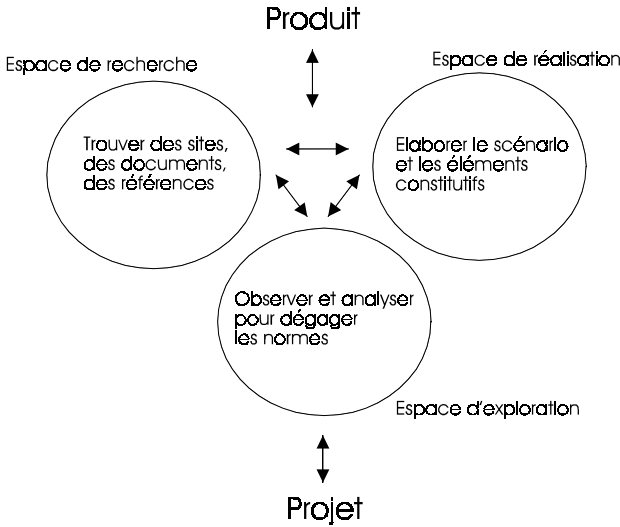 Produit
Espace de recherche
Espace de réalisation
Trouver des sites,
des documents,
des références
Elaborer le scénario
et les éléments
constitutifs
Observer et analyser
pour dégager
les normes
Espace d'exploration
Projet